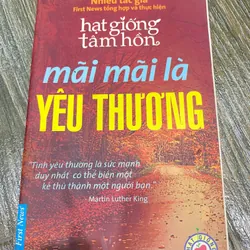 Nhiều tác giả
First News tổng hợp và thực hiện
hạt giống
tâm hồn
mãi mãi là
YÊU THƯƠNG
"Tình yêu thương là sức mạnh
duy nhất có thể biến một
kẻ thù thành một người bạn."
- Martin Luther King
First News